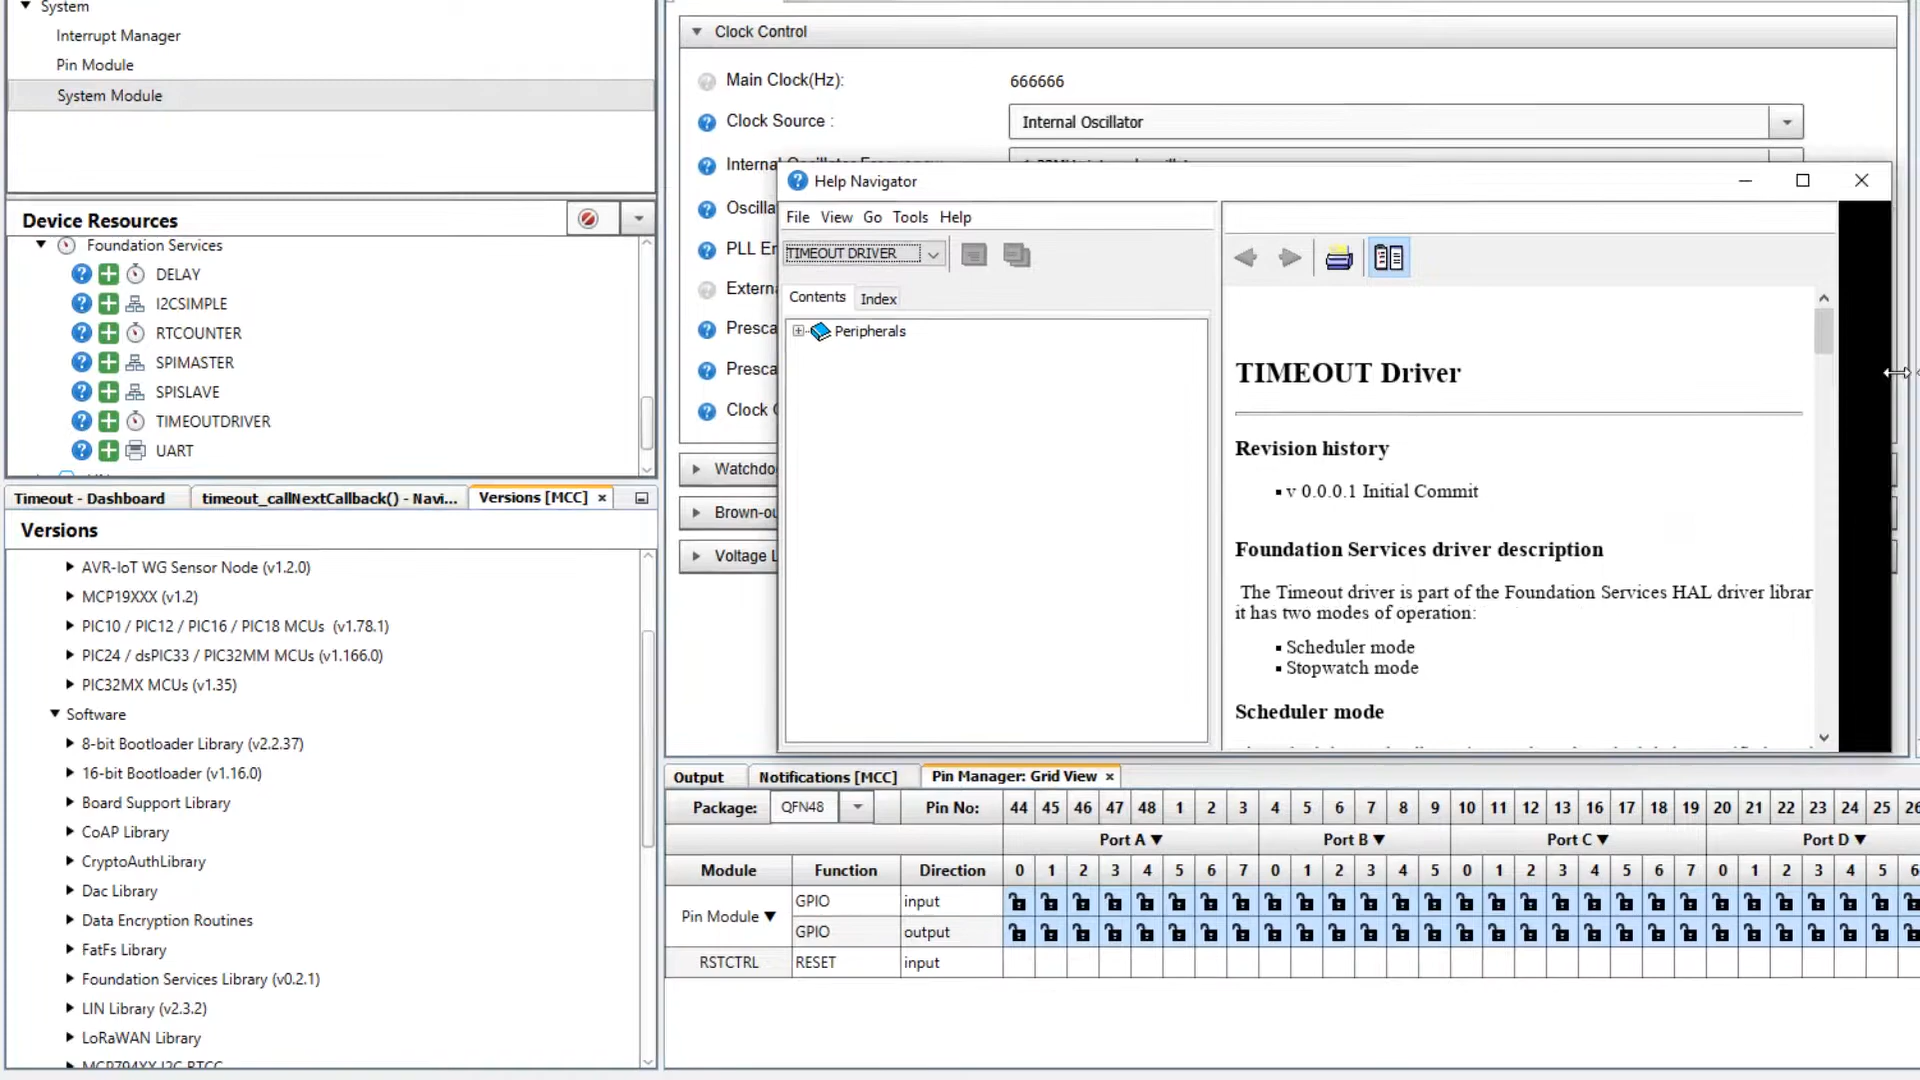 System
Interrupt Manager
Pin Module
System Module
Device Resources
Foundation Services
DELAY
I2CSIMPLE
RTCOUNTER
SPIMASTER
SPISLAVE
TIMEOUTDRIVER
UART
Timeout - Dashboard
timeout_callNextCallback() - Navi...
Versions [MCC] ×
Versions
AVR-IoT WG Sensor Node (v1.2.0)
MCP19XXX (v1.2)
PIC10 / PIC12 / PIC16 / PIC18 MCUs (v1.78.1)
PIC24 / dsPIC33 / PIC32MM MCUs (v1.166.0)
PIC32MX MCUs (v1.35)
Software
8-bit Bootloader Library (v2.2.37)
16-bit Bootloader (v1.16.0)
Board Support Library
CoAP Library
CryptoAuthLibrary
Dac Library
Data Encryption Routines
FatFs Library
Foundation Services Library (v0.2.1)
LIN Library (v2.3.2)
LoRaWAN Library
MCP794XX I2C RTCC
Clock Control
Main Clock(Hz): 666666
Clock Source : Internal Oscillator
Internal
Oscilla
PLL En
Externa
Presca
Presca
Clock
Watchdo
Brown-ou
Voltage L
Help Navigator
File View Go Tools Help
TIMEOUT DRIVER
Contents Index
Peripherals
TIMEOUT Driver
Revision history
▪ v 0.0.0.1 Initial Commit
Foundation Services driver description
The Timeout driver is part of the Foundation Services HAL driver librar
it has two modes of operation:
▪ Scheduler mode
▪ Stopwatch mode
Scheduler mode
Output
Notifications [MCC]
Pin Manager: Grid View ×
Package: QFN48 Pin No: 44 45 46 47 48 1 2 3 4 5 6 7 8 9 10 11 12 13 14 15 16 17 18 19 20 21 22 23 24 25 26
Port A ▼ Port B ▼ Port C ▼ Port D ▼
Module Function Direction 0 1 2 3 4 5 6 7 0 1 2 3 4 5 0 1 2 3 4 5 6 7 0 1 2 3 4 5 6
Pin Module ▼
GPIO input
GPIO output
RSTCTRL RESET input